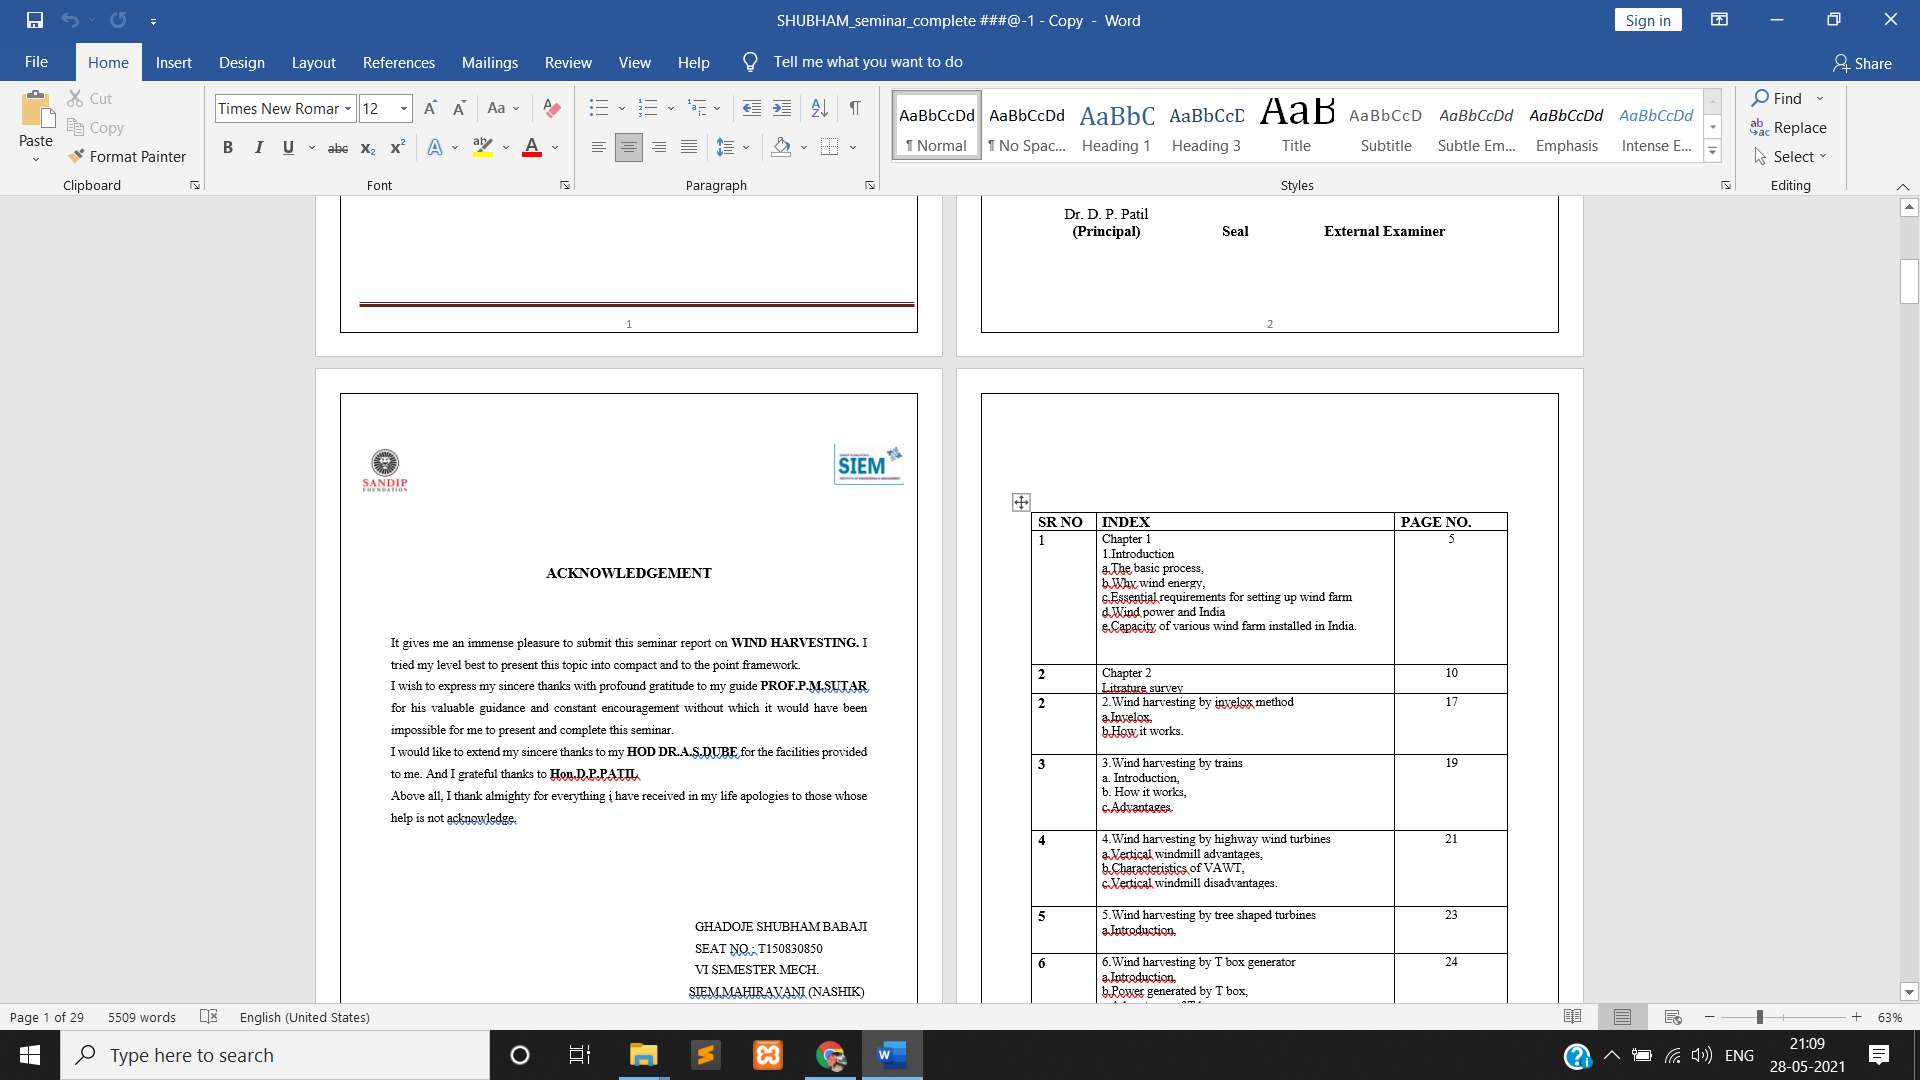 SHUBHAM_seminar_complete ###@-1 - Copy - Word
Sign in
File Home Insert Design Layout References Mailings Review View Help Tell me what you want to do
Share
Paste
Cut
Copy
Format Painter
Clipboard
Times New Romar 12
Font
Paragraph
AaBbCcDd AaBbCcDd AaBbC AaBbCcD AaB AaBbCcD AaBbCcDd AaBbCcDd AaBbCcDd
¶ Normal ¶ No Spac... Heading 1 Heading 3 Title Subtitle Subtle Em... Emphasis Intense E...
Styles
Find
Replace
Select
Editing
1
Dr. D. P. Patil
(Principal) Seal External Examiner
2
SANDIP
FOUNDATION
SIEM
ACKNOWLEDGEMENT
It gives me an immense pleasure to submit this seminar report on WIND HARVESTING. I
tried my level best to present this topic into compact and to the point framework.
I wish to express my sincere thanks with profound gratitude to my guide PROF.P.M.SUTAR
for his valuable guidance and constant encouragement without which it would have been
impossible for me to present and complete this seminar.
I would like to extend my sincere thanks to my HOD DR.A.S.DUBE for the facilities provided
to me. And I grateful thanks to Hon.D.P.PATIL
Above all, I thank almighty for everything i have received in my life apologies to those whose
help is not acknowledge.
GHADOJE SHUBHAM BABAJI
SEAT NO : T150830850
VI SEMESTER MECH.
SIEM,MAHIRAVANI (NASHIK)
SR NO INDEX PAGE NO.
1 Chapter 1 5
1.Introduction
a.The basic process,
b.Why wind energy,
c.Essential requirements for setting up wind farm
d.Wind power and India
e.Capacity of various wind farm installed in India.
2 Chapter 2 10
Litrature survey
2 2.Wind harvesting by invelox method 17
a.Invelox,
b.How it works.
3 3.Wind harvesting by trains 19
a. Introduction,
b. How it works,
c.Advantages.
4 4.Wind harvesting by highway wind turbines 21
a.Vertical windmill advantages,
b.Characteristics of VAWT,
c.Vertical windmill disadvantages.
5 5.Wind harvesting by tree shaped turbines 23
a.Introduction,
6 6.Wind harvesting by T box generator 24
a.Introduction,
b.Power generated by T box,
Page 1 of 29 5509 words English (United States) 63%
Type here to search
ENG
21:09
28-05-2021